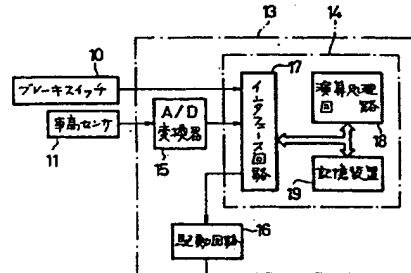 13
14
10
ブレーキスイッチ
17
インタフェース回路
演算処理
回路
18
車高センサ
11
A/D
変換器
15
記憶装置
19
駆動回路
16